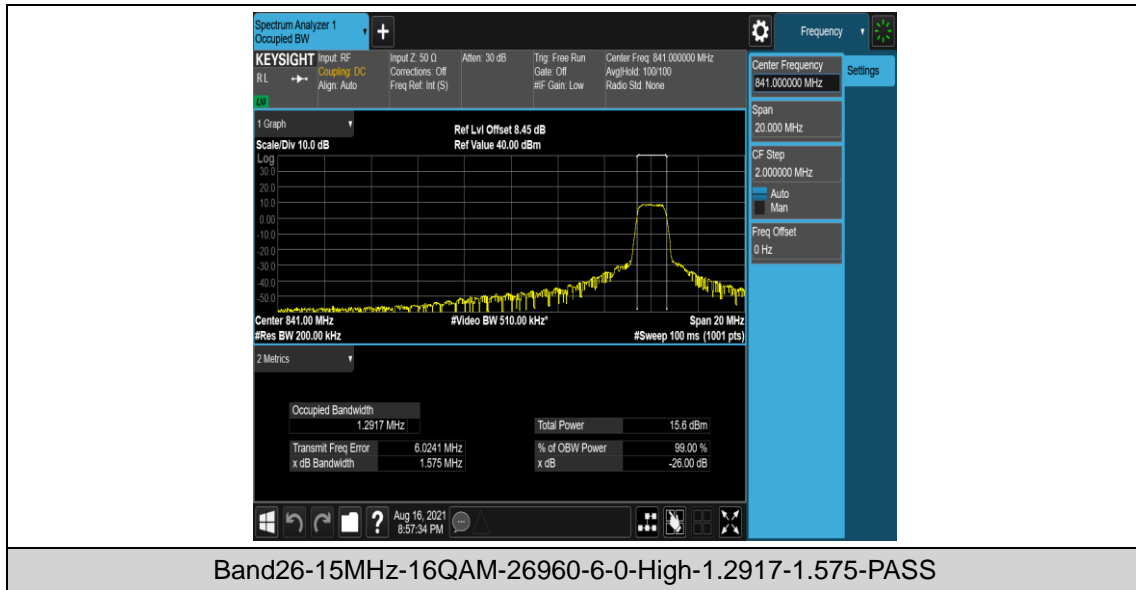 Spectrum Analyzer 1
Occupied BW
+
Frequency
KEYSIGHT Input: RF
Coupling: DC
Align: Auto
RL
LXI
Input Z: 50 Ω
Corrections: Off
Freq Ref: Int (S)
Atten: 30 dB
Trig: Free Run
Gate: Off
#IF Gain: Low
Center Freq: 841.000000 MHz
Avg|Hold: 100/100
Radio Std: None
Center Frequency
841.000000 MHz
Settings
Span
20.000 MHz
CF Step
2.000000 MHz
Auto
Man
Freq Offset
0 Hz
1 Graph
Scale/Div 10.0 dB
Ref Lvl Offset 8.45 dB
Ref Value 40.00 dBm
Log
30.0
20.0
10.0
0.00
-10.0
-20.0
-30.0
-40.0
-50.0
Center 841.00 MHz
#Video BW 510.00 kHz*
Span 20 MHz
#Res BW 200.00 kHz
#Sweep 100 ms (1001 pts)
2 Metrics
Occupied Bandwidth
1.2917 MHz
Total Power 15.6 dBm
Transmit Freq Error 6.0241 MHz
% of OBW Power 99.00 %
x dB Bandwidth 1.575 MHz
x dB -26.00 dB
?
Aug 16, 2021
8:57:34 PM
Band26-15MHz-16QAM-26960-6-0-High-1.2917-1.575-PASS